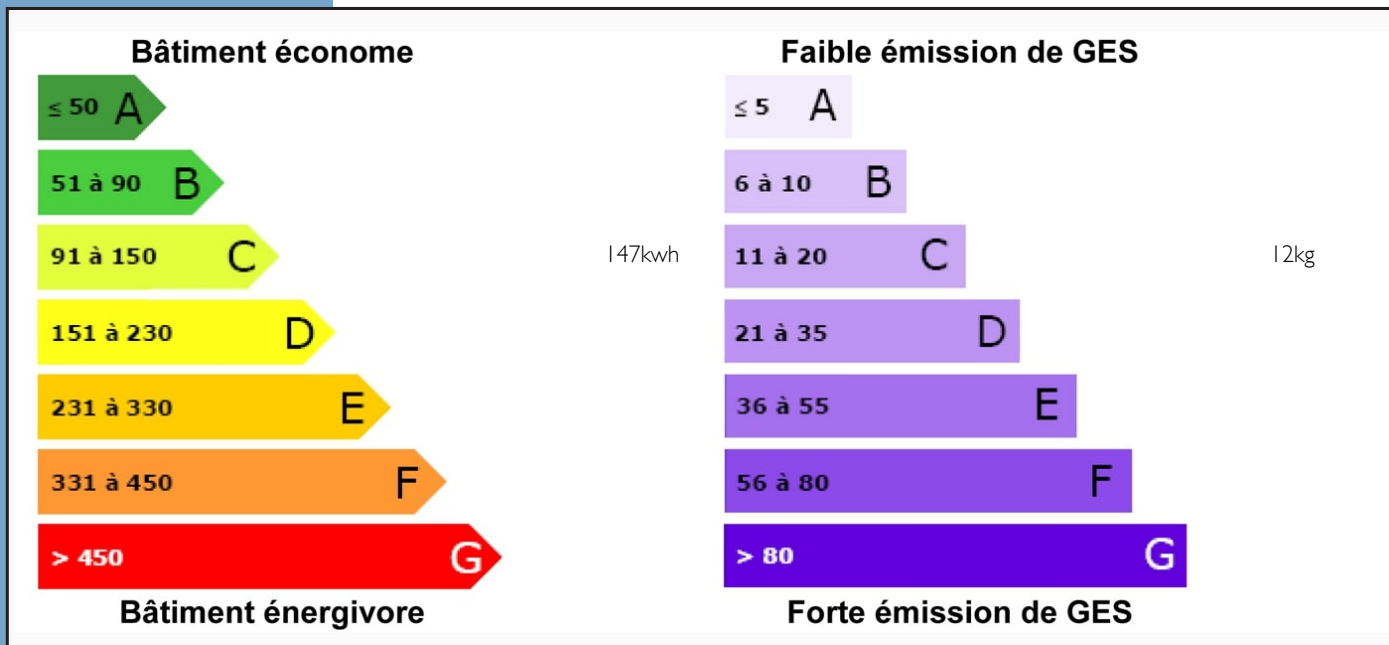 Bâtiment économe
≤ 50 A
51 à 90 B
91 à 150 C
147kwh
151 à 230 D
231 à 330 E
331 à 450 F
> 450 G
Bâtiment énergivore
Faible émission de GES
≤ 5 A
6 à 10 B
11 à 20 C
12kg
21 à 35 D
36 à 55 E
56 à 80 F
> 80 G
Forte émission de GES